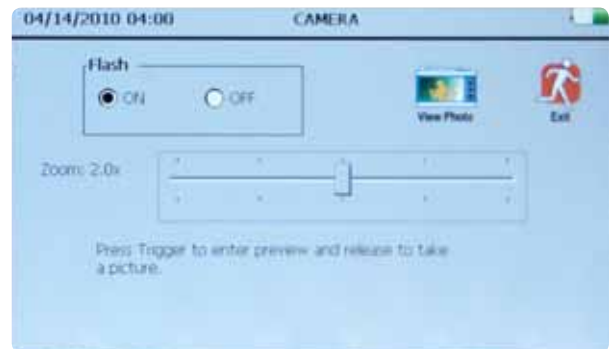 04/14/2010 04:00 CAMERA
Flash
ON OFF
View Photo
Exit
Zoom: 2.0x
Press Trigger to enter preview and release to take
a picture.